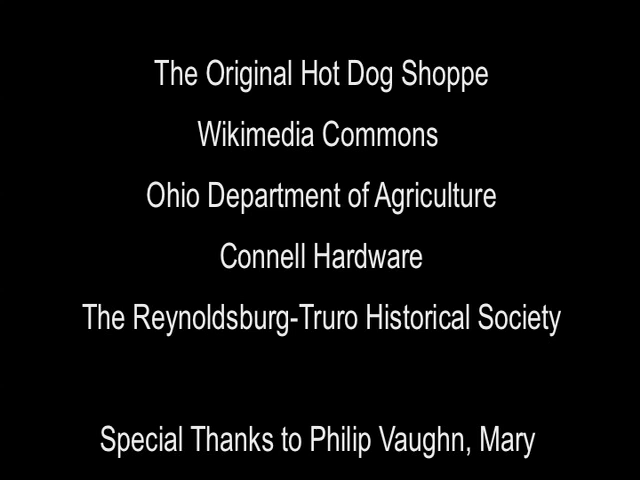 The Original Hot Dog Shoppe
Wikimedia Commons
Ohio Department of Agriculture
Connell Hardware
The Reynoldsburg-Truro Historical Society
Special Thanks to Philip Vaughn, Mary